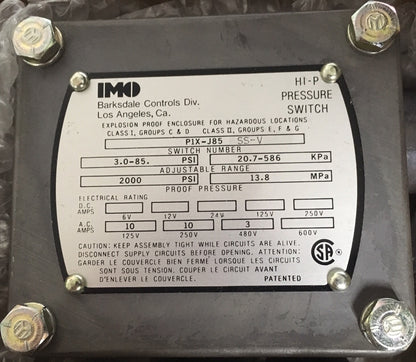 IMO
HI-P
Barksdale Controls Div.
PRESSURE
Los Angeles, Ca.
SWITCH
EXPLOSION PROOF ENCLOSURE FOR HAZARDOUS LOCATIONS
CLASS I, GROUPS C & D CLASS II, GROUPS E, F & G
P1X-J85 SS-V
SWITCH NUMBER
3.0-85. PSI 20.7-586 KPa
ADJUSTABLE RANGE
2000 PSI 13.8 MPa
PROOF PRESSURE
ELECTRICAL RATING
D.C. AMPS
6V 12V 24V 125V 250V
A.C. AMPS 10 10 3
125V 250V 480V 600V
CAUTION: KEEP ASSEMBLY TIGHT WHILE CIRCUITS ARE ALIVE.
DISCONNECT SUPPLY CIRCUITS BEFORE OPENING. ATTENTION:
GARDER LE COUVERCLE BIEN FERMÉ LORSQUE LES CIRCUITS
SONT SOUS TENSION. COUPER LE CIRCUIT AVANT
D'ENLEVER LE COUVERCLE. PATENTED
SA